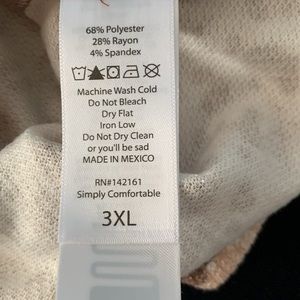 68% Polyester
28% Rayon
4% Spandex
Machine Wash Cold
Do Not Bleach
Dry Flat
Iron Low
Do Not Dry Clean
or you'll be sad
MADE IN MEXICO
RN#142161
Simply Comfortable
3XL